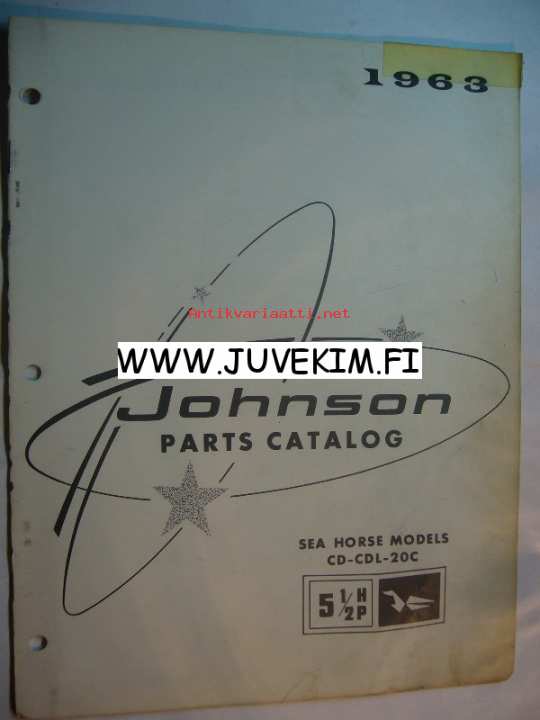 1963
Antikvariaatti.net
WWW.JUVEKIM.FI
Johnson
PARTS CATALOG
SEA HORSE MODELS
CD-CDL-20C
5 1/2 HP